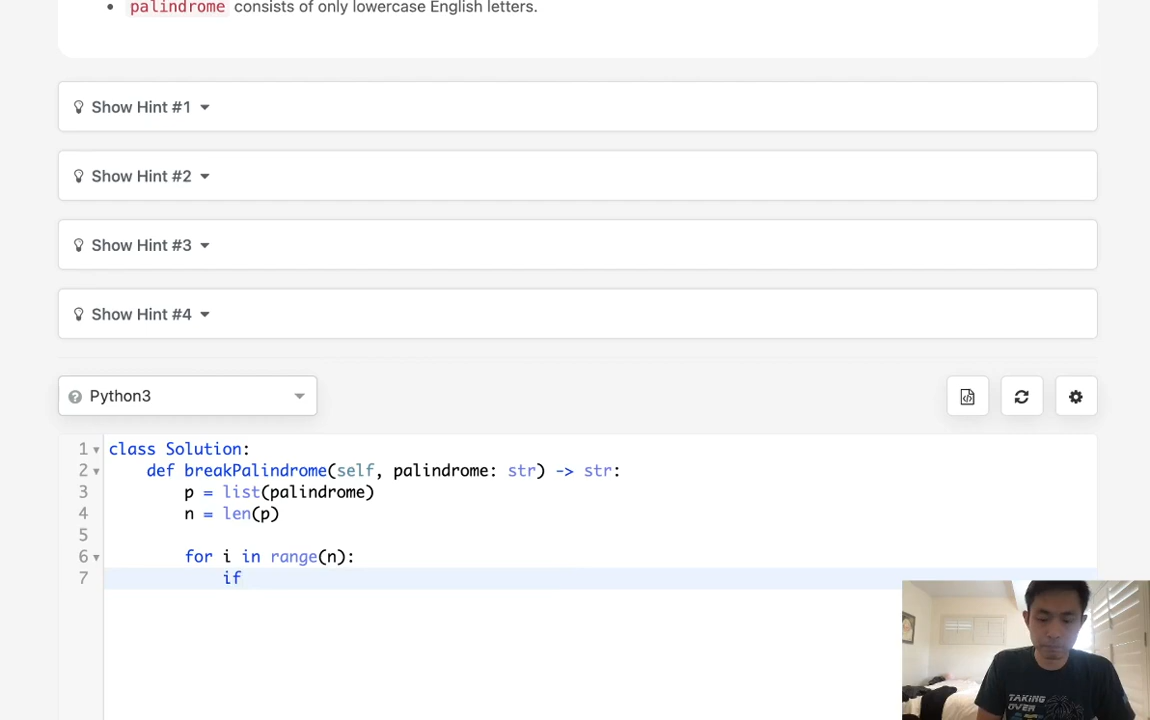 palindrome consists of only lowercase English letters.
Show Hint #1
Show Hint #2
Show Hint #3
Show Hint #4
Python3
1 class Solution:
2 def breakPalindrome(self, palindrome: str) -> str:
3 p = list(palindrome)
4 n = len(p)
5
6 for i in range(n):
7 if
TAKING
OVER